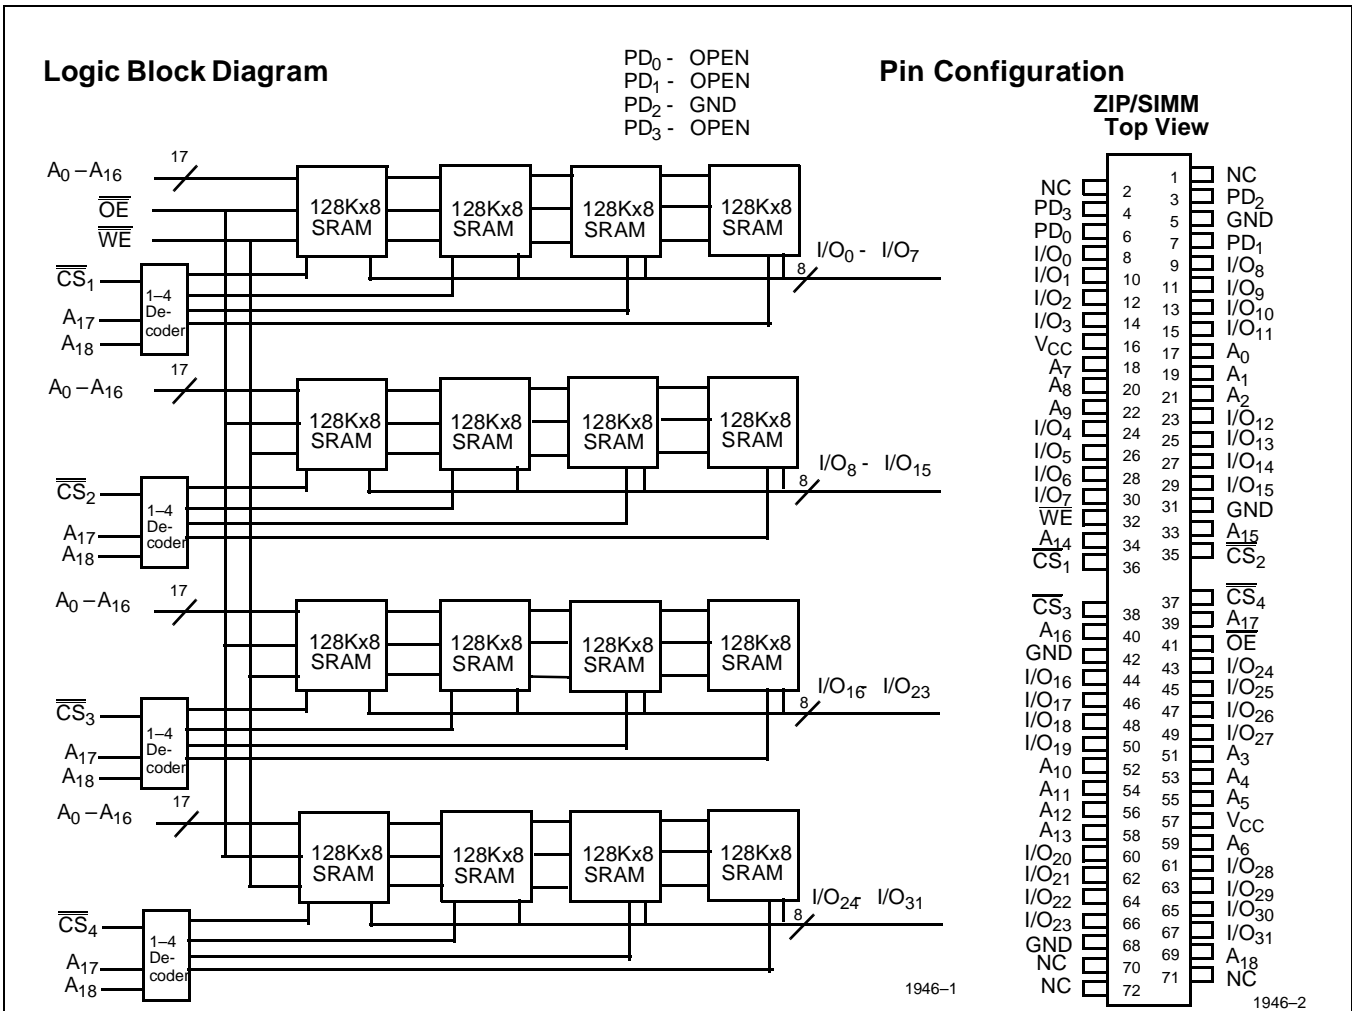 Logic Block Diagram
PD0 - OPEN
PD1 - OPEN
PD2 - GND
PD3 - OPEN
A0 – A16
17
OE
WE
CS1
A17
A18
1–4
De-
coder
128Kx8
SRAM
128Kx8
SRAM
128Kx8
SRAM
128Kx8
SRAM
I/O0 - I/O7
8
A0 – A16
17
CS2
A17
A18
1–4
De-
coder
128Kx8
SRAM
128Kx8
SRAM
128Kx8
SRAM
128Kx8
SRAM
I/O8 - I/O15
8
A0 – A16
17
CS3
A17
A18
1–4
De-
coder
128Kx8
SRAM
128Kx8
SRAM
128Kx8
SRAM
128Kx8
SRAM
I/O16 - I/O23
8
A0 – A16
17
CS4
A17
A18
1–4
De-
coder
128Kx8
SRAM
128Kx8
SRAM
128Kx8
SRAM
128Kx8
SRAM
I/O24 - I/O31
8
1946–1
Pin Configuration
ZIP/SIMM
Top View
1 NC
NC 2
3 PD2
PD3 4
5 GND
PD0 6
7 PD1
I/O0 8
9 I/O8
I/O1 10
11 I/O9
I/O2 12
13 I/O10
I/O3 14
15 I/O11
VCC 16
17 A0
A7 18
19 A1
A8 20
21 A2
A9 22
23 I/O12
I/O4 24
25 I/O13
I/O5 26
27 I/O14
I/O6 28
29 I/O15
I/O7 30
31 GND
WE 32
33 A15
A14 34
35 CS2
CS1 36
37 CS4
CS3 38
39 A17
A16 40
41 OE
GND 42
43 I/O24
I/O16 44
45 I/O25
I/O17 46
47 I/O26
I/O18 48
49 I/O27
I/O19 50
51 A3
A10 52
53 A4
A11 54
55 A5
A12 56
57 VCC
A13 58
59 A6
I/O20 60
61 I/O28
I/O21 62
63 I/O29
I/O22 64
65 I/O30
I/O23 66
67 I/O31
GND 68
69 A18
NC 70
71 NC
NC 72
1946–2